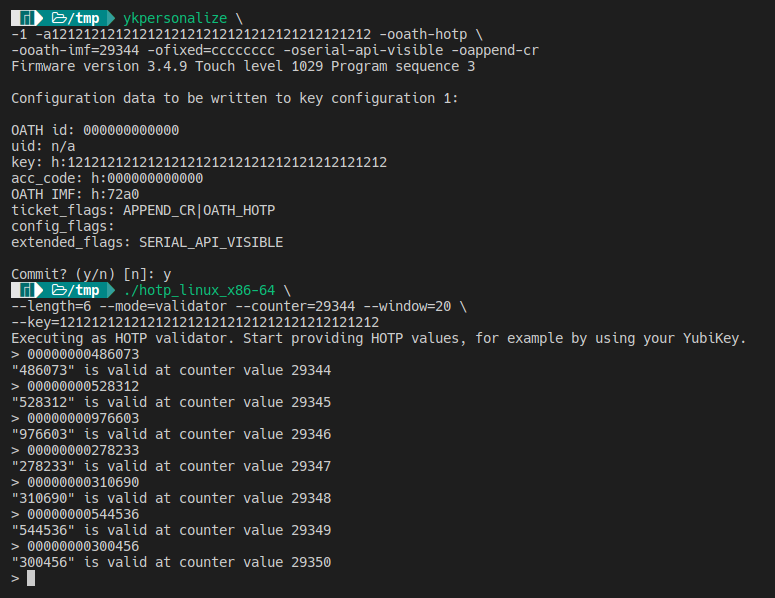 /tmp ykpersonalize \
-1 -a1212121212121212121212121212121212121212 -ooath-hotp \
-ooath-imf=29344 -ofixed=cccccccc -oserial-api-visible -oappend-cr
Firmware version 3.4.9 Touch level 1029 Program sequence 3
Configuration data to be written to key configuration 1:
OATH id: 000000000000
uid: n/a
key: h:1212121212121212121212121212121212121212
acc_code: h:000000000000
OATH IMF: h:72a0
ticket_flags: APPEND_CR|OATH_HOTP
config_flags:
extended_flags: SERIAL_API_VISIBLE
Commit? (y/n) [n]: y
/tmp ./hotp_linux_x86-64 \
--length=6 --mode=validator --counter=29344 --window=20 \
--key=1212121212121212121212121212121212121212
Executing as HOTP validator. Start providing HOTP values, for example by using your YubiKey.
> 00000000486073
"486073" is valid at counter value 29344
> 00000000528312
"528312" is valid at counter value 29345
> 00000000976603
"976603" is valid at counter value 29346
> 00000000278233
"278233" is valid at counter value 29347
> 00000000310690
"310690" is valid at counter value 29348
> 00000000544536
"544536" is valid at counter value 29349
> 00000000300456
"300456" is valid at counter value 29350
>